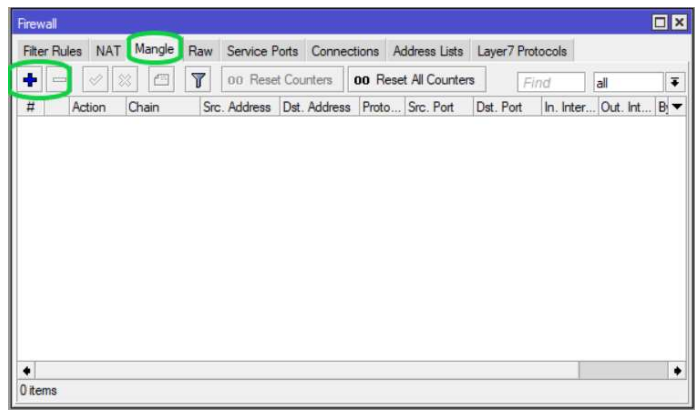 Firewall
Filter Rules NAT Mangle Raw Service Ports Connections Address Lists Layer7 Protocols
00 Reset Counters 00 Reset All Counters Find all
# Action Chain Src. Address Dst. Address Proto... Src. Port Dst. Port In. Inter... Out. Int... By
0 items